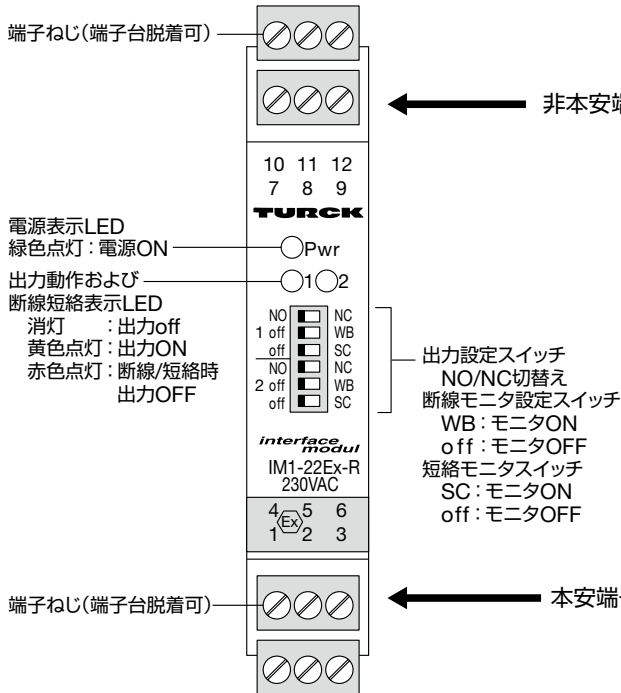 端子ねじ(端子台脱着可)
非本安端
10 11 12
7 8 9
TURCK
電源表示LED
緑色点灯：電源ON
Pwr
出力動作および
断線短絡表示LED
消灯　　：出力off
黄色点灯：出力ON
赤色点灯：断線/短絡時
出力OFF
1 2
NO NC
1 off WB
off SC
NO NC
2 off WB
off SC
出力設定スイッチ
NO/NC切替え
断線モニタ設定スイッチ
WB：モニタON
off：モニタOFF
短絡モニタスイッチ
SC：モニタON
off：モニタOFF
interface
modul
IM1-22Ex-R
230VAC
4 5 6
Ex
1 2 3
端子ねじ(端子台脱着可)
本安端